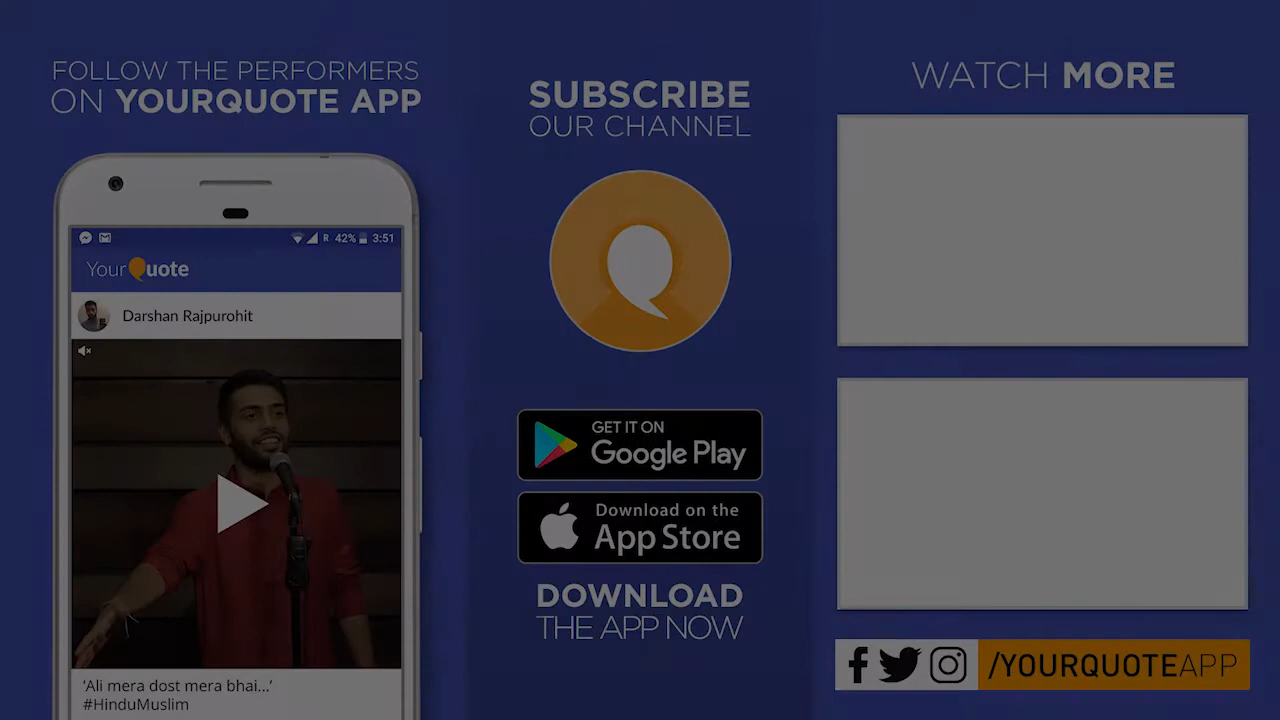 FOLLOW THE PERFORMERS
ON YOURQUOTE APP
R 42% 3:51
YourQuote
Darshan Rajpurohit
'Ali mera dost mera bhai...'
#HinduMuslim
SUBSCRIBE
OUR CHANNEL
GET IT ON
Google Play
Download on the
App Store
DOWNLOAD
THE APP NOW
WATCH MORE
/YOURQUOTEAPP